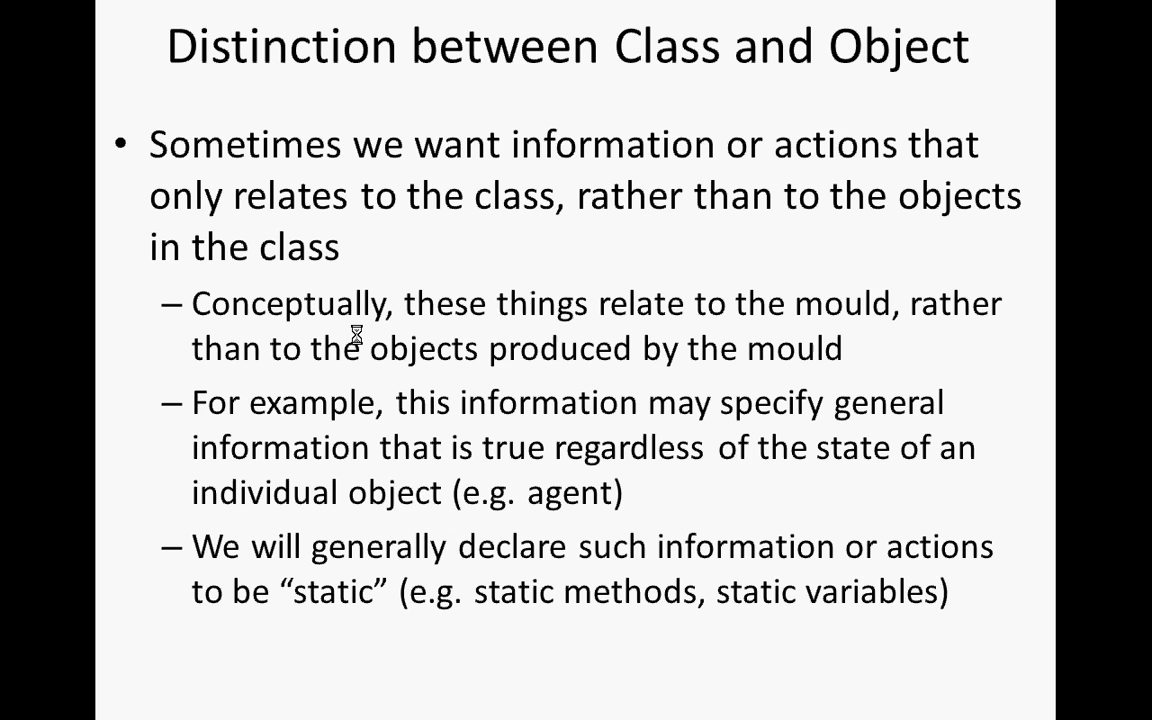 Distinction between Class and Object
• Sometimes we want information or actions that
only relates to the class, rather than to the objects
in the class
– Conceptually, these things relate to the mould, rather
than to the objects produced by the mould
– For example, this information may specify general
information that is true regardless of the state of an
individual object (e.g. agent)
– We will generally declare such information or actions
to be “static” (e.g. static methods, static variables)